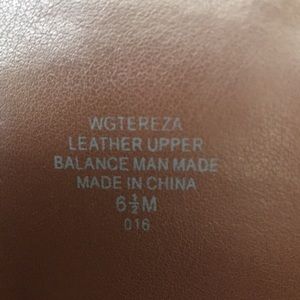 WGTEREZA
LEATHER UPPER
BALANCE MAN MADE
MADE IN CHINA
6½M
016